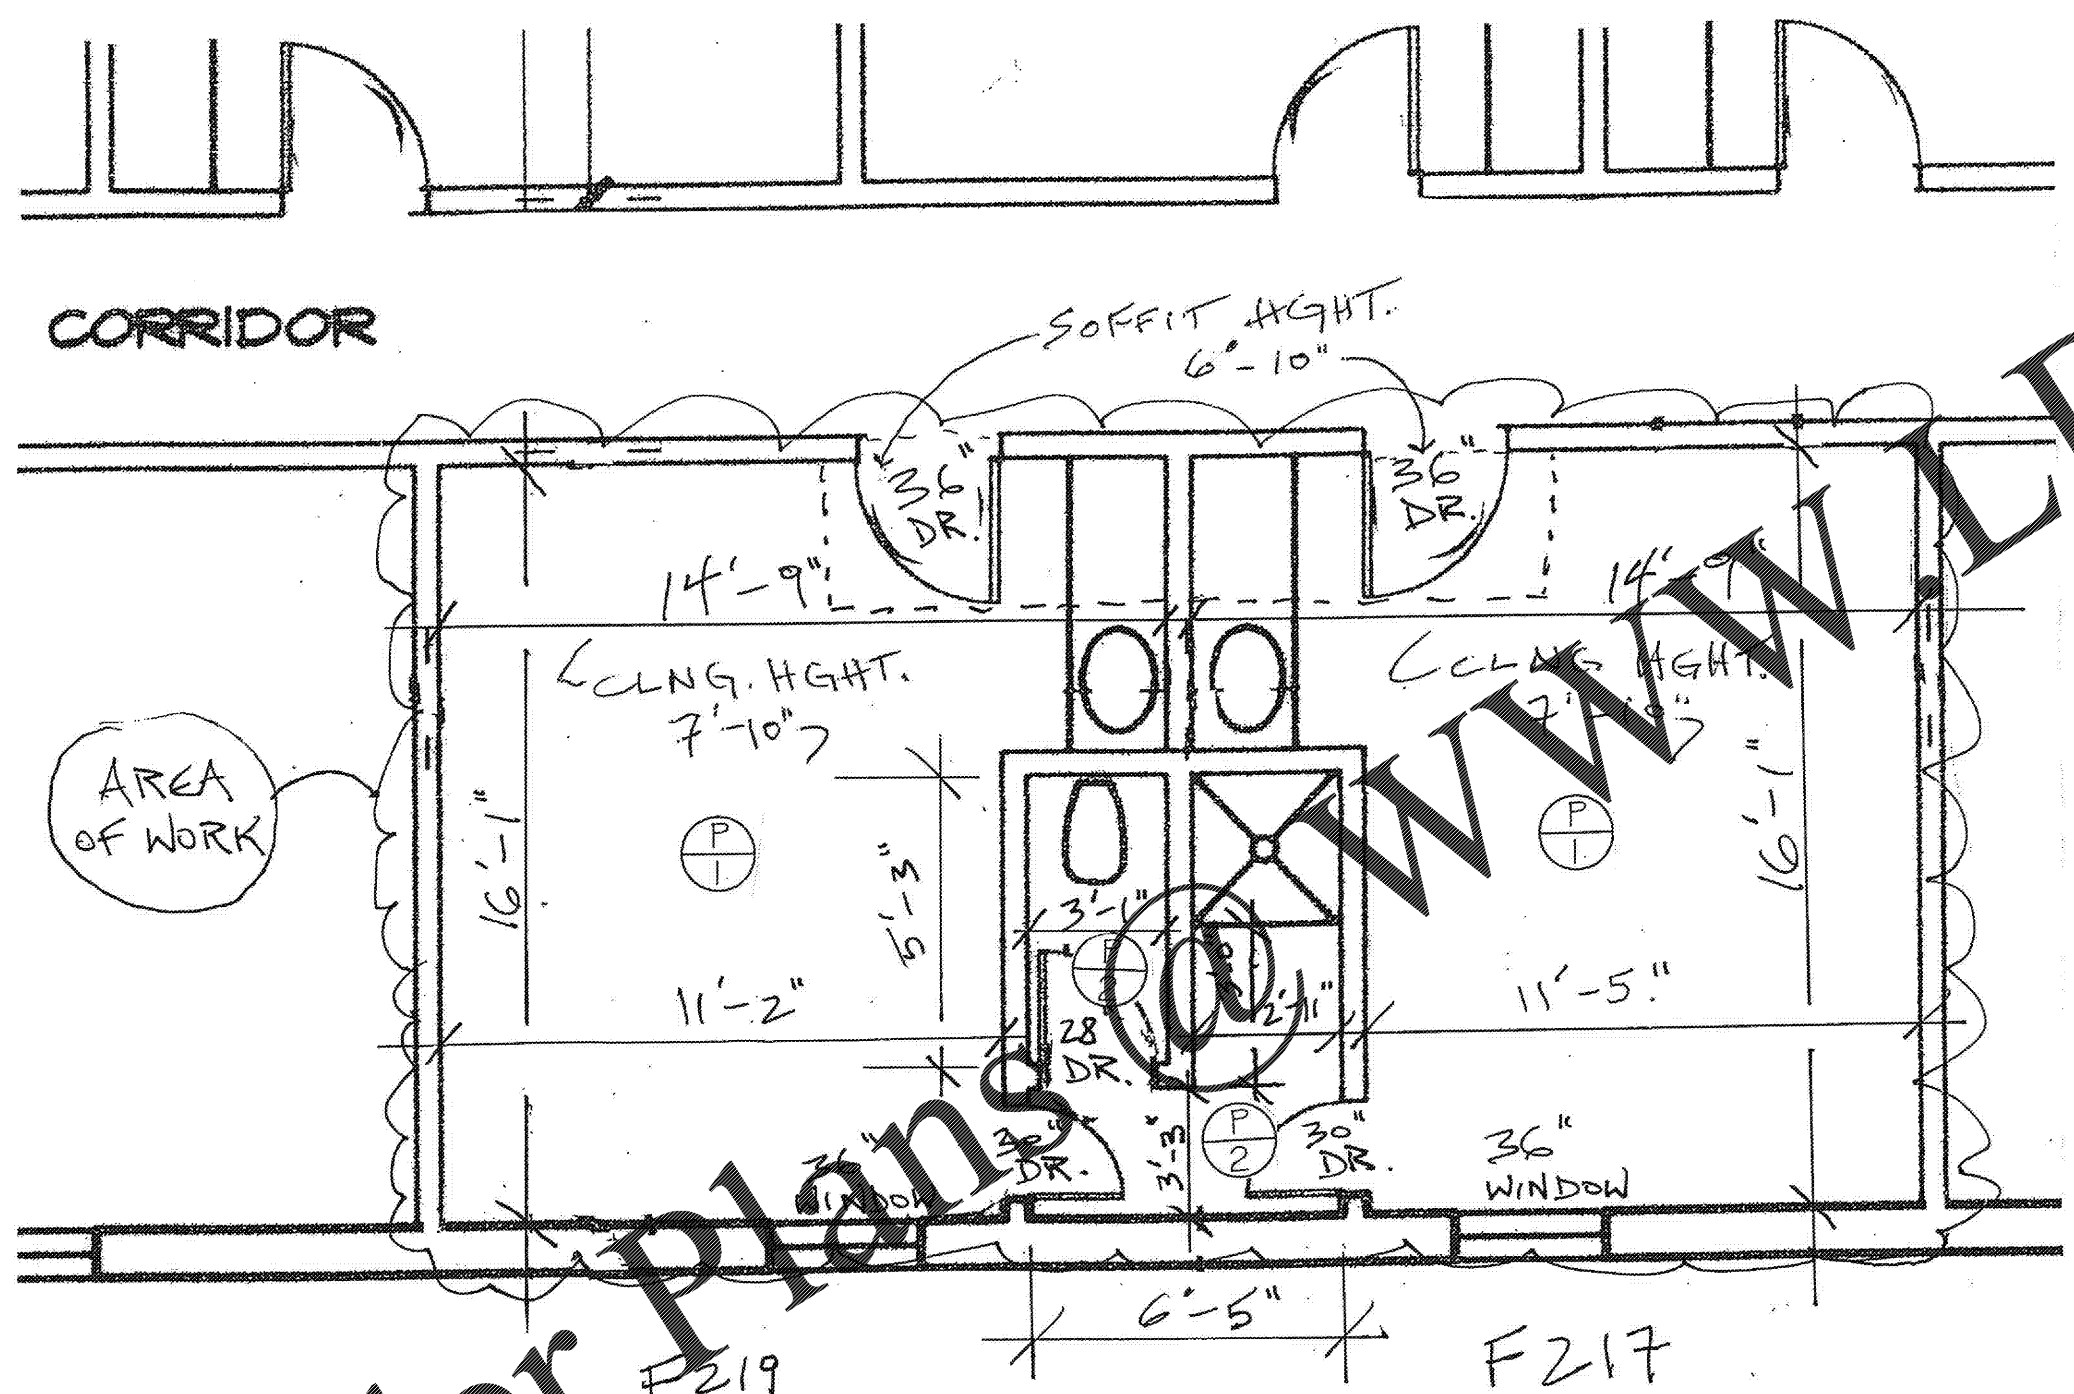 CORRIDOR
SOFFIT HGHT.
6'-10"
36"
DR.
36"
DR.
14'-9"
14'-9"
CLNG. HGHT.
7'-10"
CLNG HGHT.
AREA
OF WORK
16'-1"
P
1
5'-3"
3'-1"
P
1
16'-1"
11'-2"
2
28
DR.
2'-11"
11'-5"
30"
DR.
3'-3"
P
2
30"
DR.
36"
WINDOW
36"
WINDOW
6'-5"
F219
F217
Plans @ WWW.L